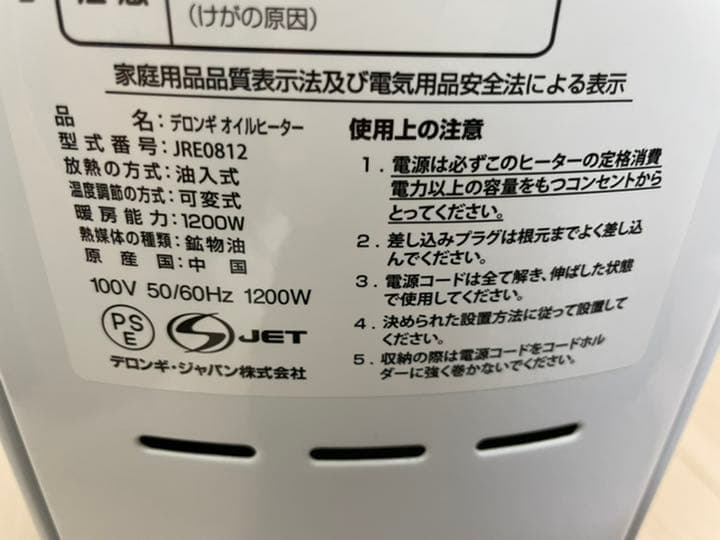 (けがの原因)
家庭用品品質表示法及び電気用品安全法による表示
品　　　　名：デロンギ オイルヒーター
型式番号：JRE0812
放熱の方式：油入式
温度調節の方式：可変式
暖房能力：1200W
熱媒体の種類：鉱物油
原産国：中　国
100V 50/60Hz 1200W
PS
E
JET
デロンギ・ジャパン株式会社
使用上の注意
1．電源は必ずこのヒーターの定格消費
電力以上の容量をもつコンセントから
とってください。
2．差し込みプラグは根元までよく差し込
んでください。
3．電源コードは全て解き、伸ばした状態
で使用してください。
4．決められた設置方法に従って設置して
ください。
5．収納の際は電源コードをコードホル
ダーに強く巻かないでください。